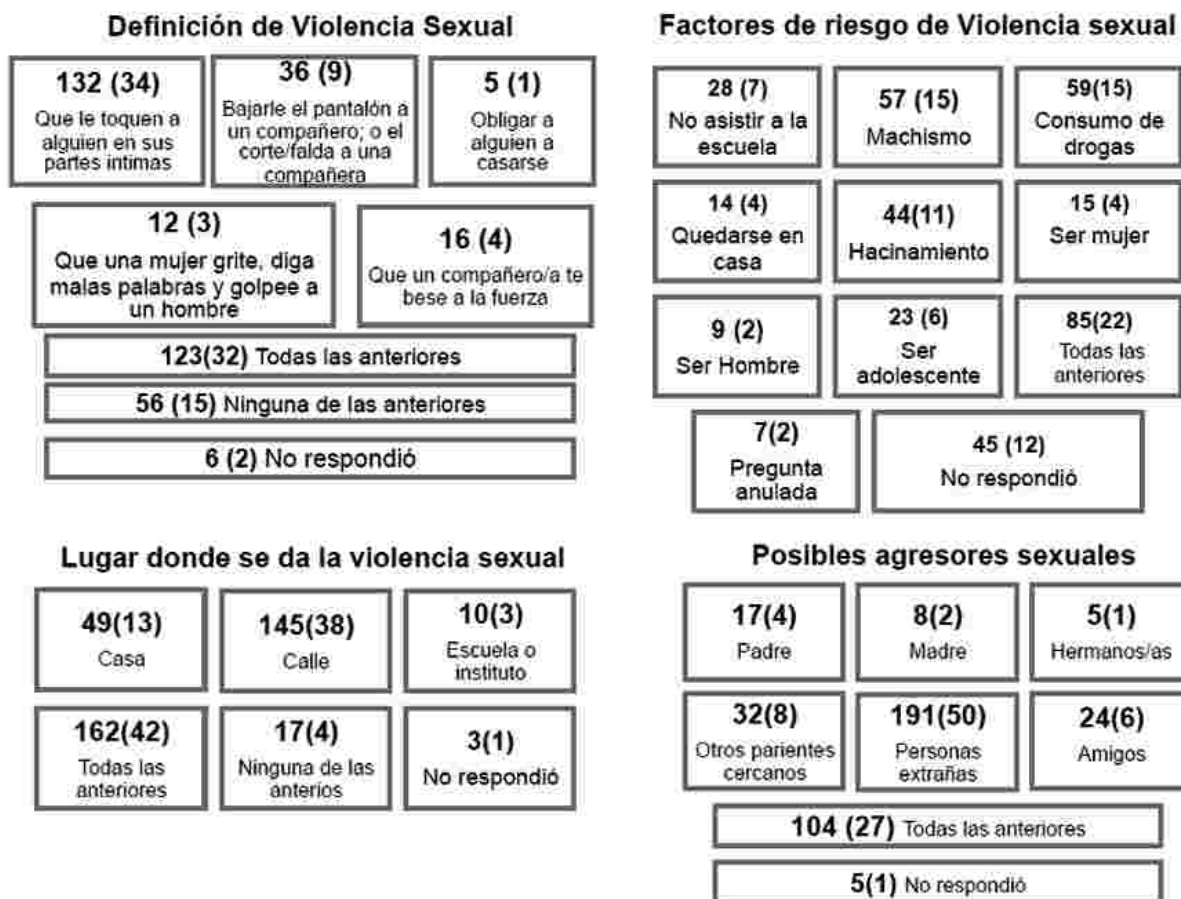 Definición de Violencia Sexual
132 (34)
Que le toquen a
alguien en sus
partes intimas
36 (9)
Bajarle el pantalón a
un compañero; o el
corte/falda a una
compañera
5 (1)
Obligar a
alguien a
casarse
12 (3)
Que una mujer grite, diga
malas palabras y golpee a
un hombre
16 (4)
Que un compañero/a te
bese a la fuerza
123(32) Todas las anteriores
56 (15) Ninguna de las anteriores
6 (2) No respondió
Factores de riesgo de Violencia sexual
28 (7)
No asistir a la
escuela
57 (15)
Machismo
59(15)
Consumo de
drogas
14 (4)
Quedarse en
casa
44(11)
Hacinamiento
15 (4)
Ser mujer
9 (2)
Ser Hombre
23 (6)
Ser
adolescente
85(22)
Todas las
anteriores
7(2)
Pregunta
anulada
45 (12)
No respondió
Lugar donde se da la violencia sexual
49(13)
Casa
145(38)
Calle
10(3)
Escuela o
instituto
162(42)
Todas las
anteriores
17(4)
Ninguna de las
anterios
3(1)
No respondió
Posibles agresores sexuales
17(4)
Padre
8(2)
Madre
5(1)
Hermanos/as
32(8)
Otros parientes
cercanos
191(50)
Personas
extrañas
24(6)
Amigos
104 (27) Todas las anteriores
5(1) No respondió